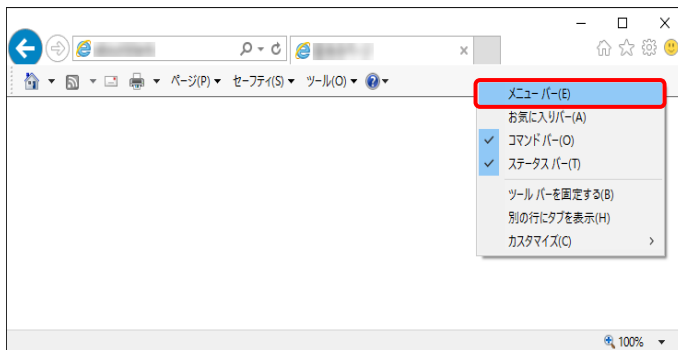 ページ(P) セーフティ(S) ツール(O)
メニュー バー(E)
お気に入りバー(A)
コマンド バー(O)
ステータス バー(T)
ツール バーを固定する(B)
別の行にタブを表示(H)
カスタマイズ(C)
100%